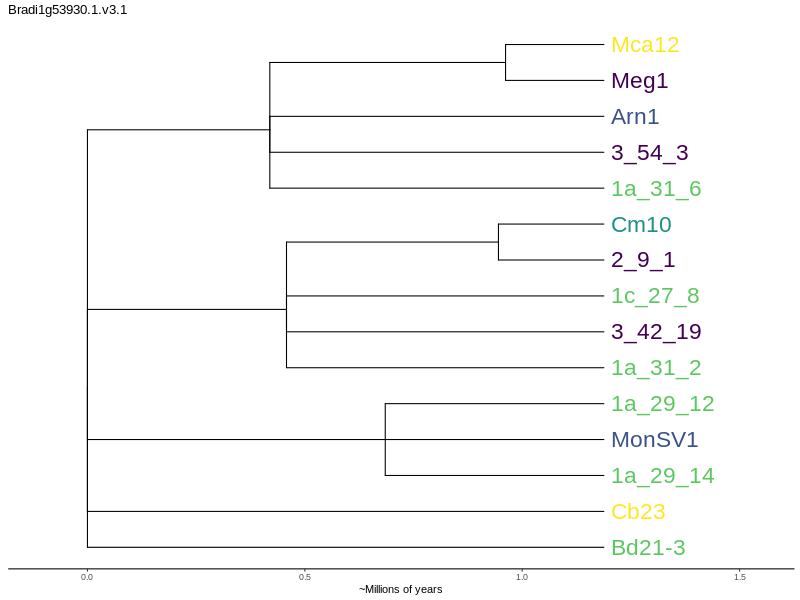 Bradi1g53930.1.v3.1
Mca12
Meg1
Arn1
3_54_3
1a_31_6
Cm10
2_9_1
1c_27_8
3_42_19
1a_31_2
1a_29_12
MonSV1
1a_29_14
Cb23
Bd21-3
0.0 0.5 1.0 1.5
~Millions of years